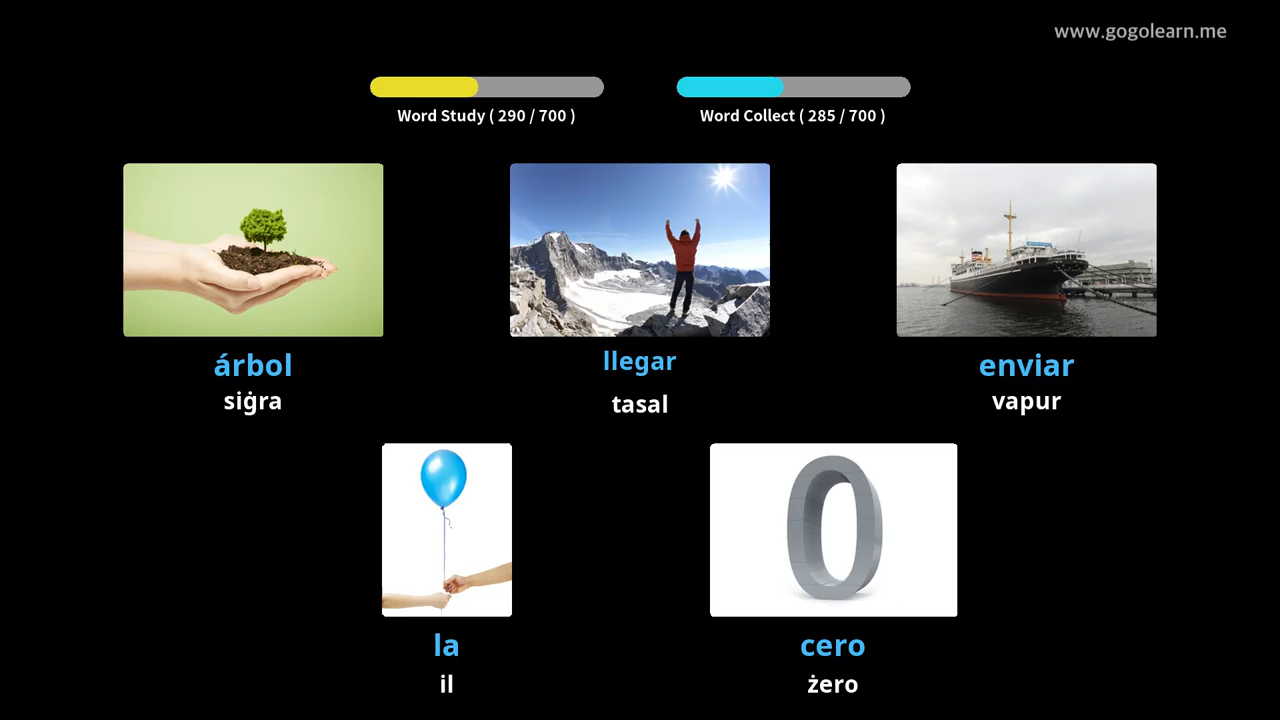 www.gogolearn.me
Word Study ( 290 / 700 )
Word Collect ( 285 / 700 )
árbol
siġra
llegar
tasal
enviar
vapur
la
il
cero
żero